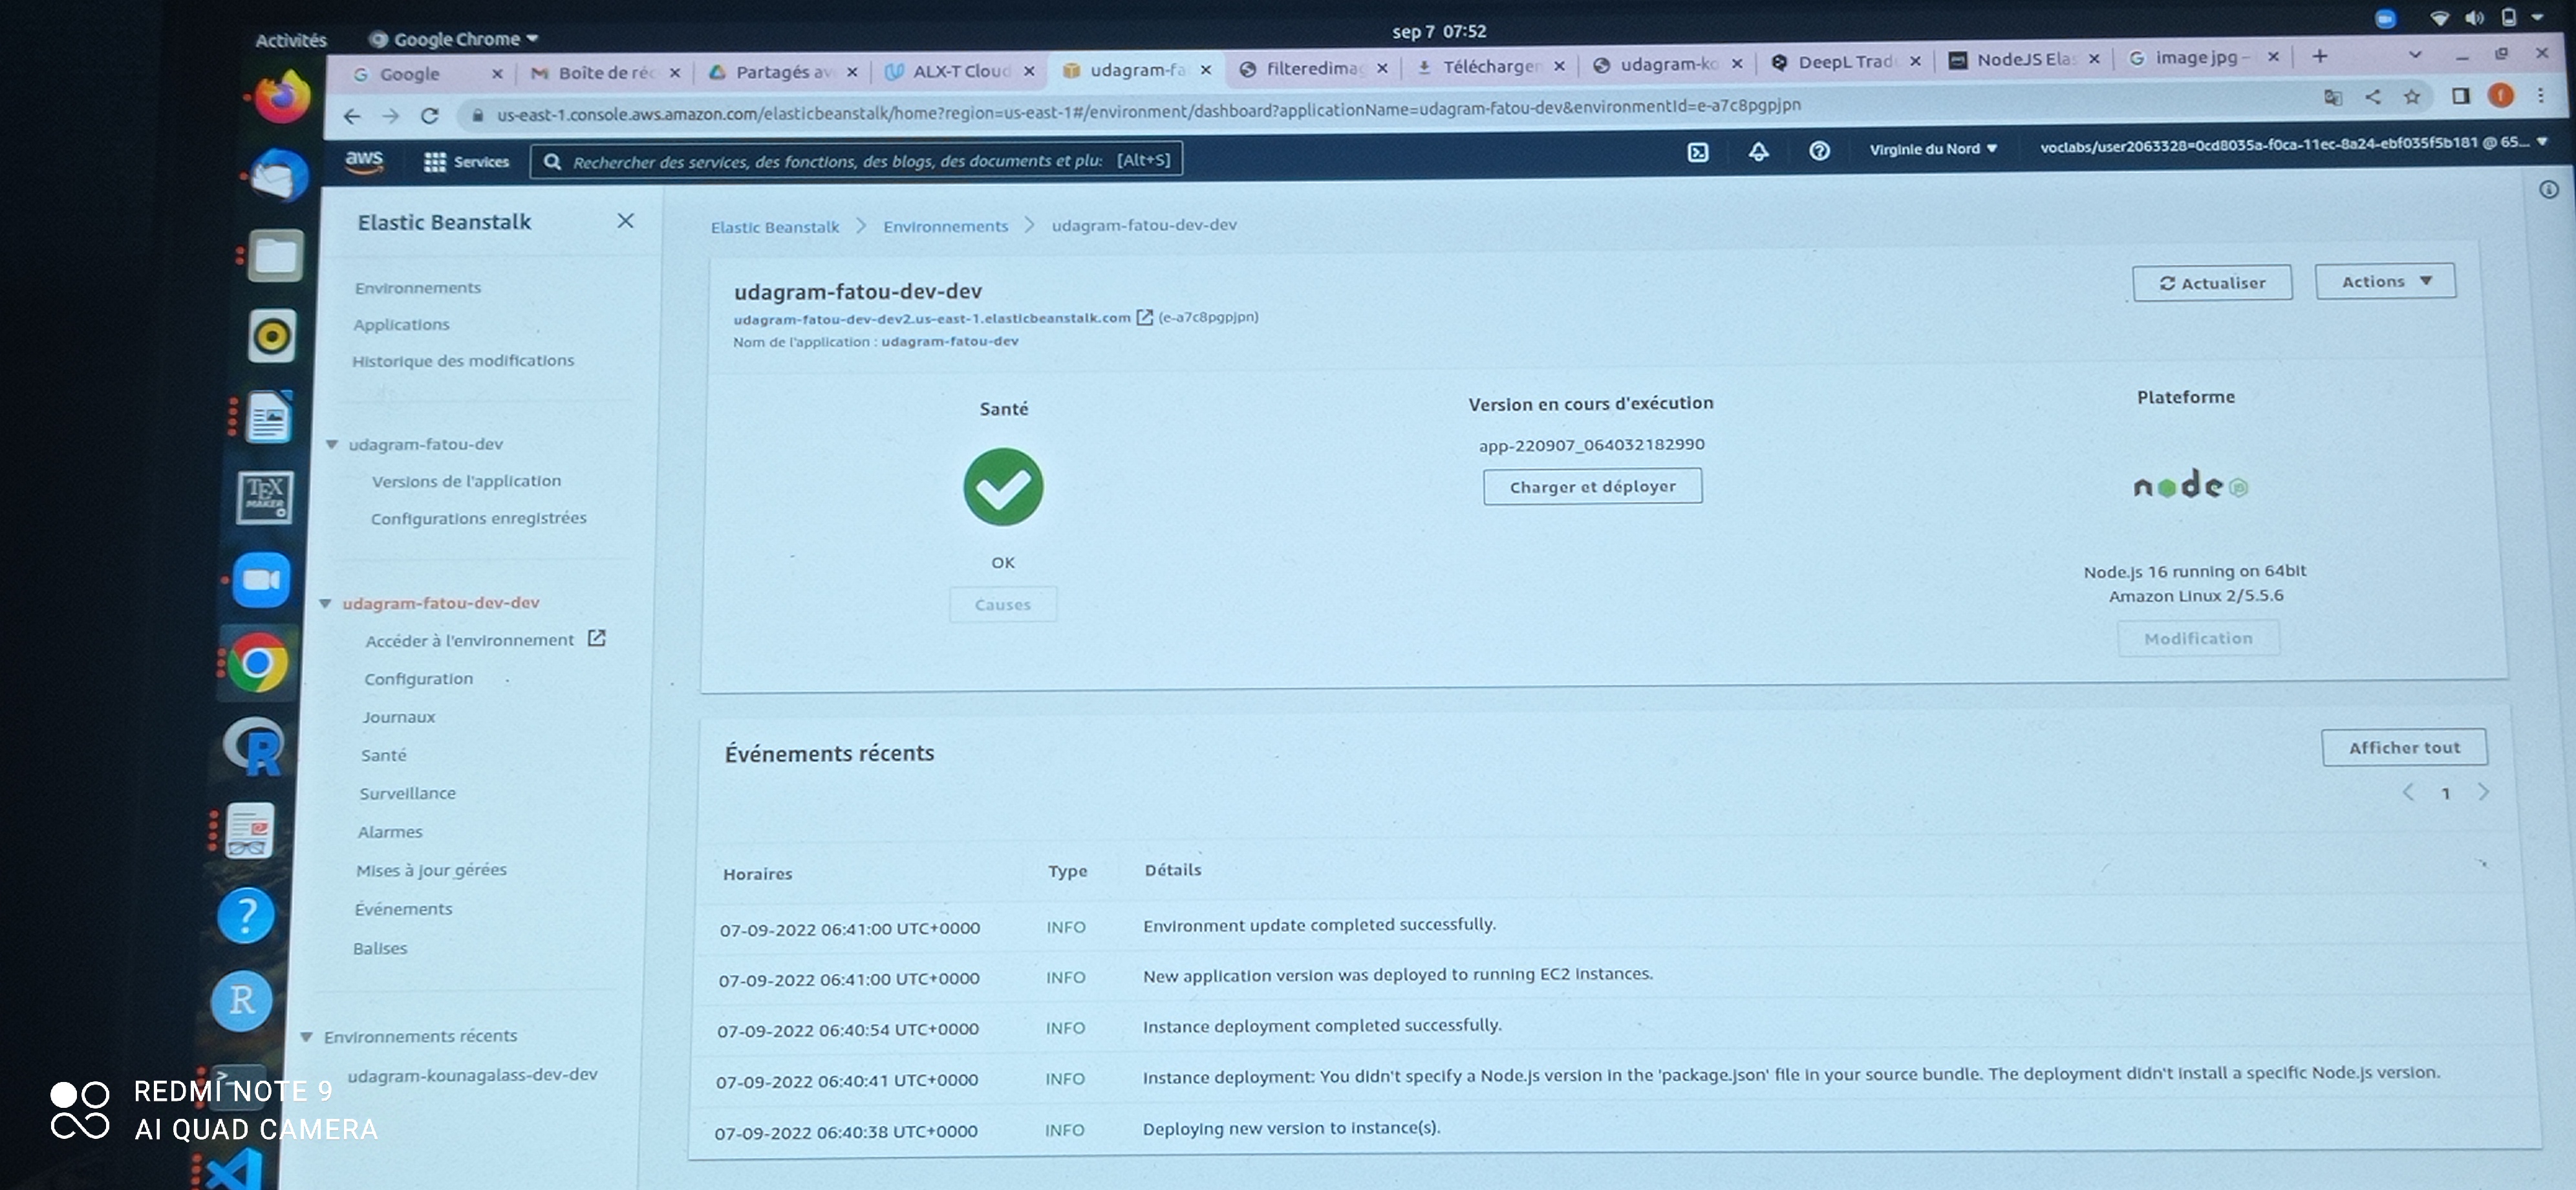 Activités
Google Chrome
sep 7 07:52
Google
Boîte de réc
Partagés av
ALX-T Cloud
udagram-fa
filteredimag
Télécharger
udagram-ko
DeepL Trad
NodeJS Elas
image.jpg -
us-east-1.console.aws.amazon.com/elasticbeanstalk/home?region=us-east-1#/environment/dashboard?applicationName=udagram-fatou-dev&environmentId=e-a7c8pgpjpn
aws
Services
Rechercher des services, des fonctions, des blogs, des documents et plu: [Alt+S]
Virginie du Nord
voclabs/user2063328=0cd8035a-f0ca-11ec-8a24-ebf035f5b181 @ 65...
Elastic Beanstalk
Environnements
Applications
Historique des modifications
udagram-fatou-dev
Versions de l'application
Configurations enregistrées
udagram-fatou-dev-dev
Accéder à l'environnement
Configuration
Journaux
Santé
Surveillance
Alarmes
Mises à jour gérées
Événements
Balises
Environnements récents
udagram-kounagalass-dev-dev
Elastic Beanstalk > Environnements > udagram-fatou-dev-dev
udagram-fatou-dev-dev
udagram-fatou-dev-dev2.us-east-1.elasticbeanstalk.com (e-a7c8pgpjpn)
Nom de l'application : udagram-fatou-dev
Actualiser
Actions
Santé
OK
Causes
Version en cours d'exécution
app-220907_064032182990
Charger et déployer
Plateforme
node
Node.js 16 running on 64bit
Amazon Linux 2/5.5.6
Modification
Événements récents
Afficher tout
1
Horaires Type Détails
07-09-2022 06:41:00 UTC+0000 INFO Environment update completed successfully.
07-09-2022 06:41:00 UTC+0000 INFO New application version was deployed to running EC2 instances.
07-09-2022 06:40:54 UTC+0000 INFO Instance deployment completed successfully.
07-09-2022 06:40:41 UTC+0000 INFO Instance deployment: You didn't specify a Node.js version in the 'package.json' file in your source bundle. The deployment didn't install a specific Node.js version.
07-09-2022 06:40:38 UTC+0000 INFO Deploying new version to instance(s).
TEX
MAKER
R
R
REDMI NOTE 9
AI QUAD CAMERA